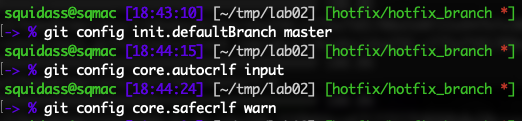 squidass@sqmac [18:43:10] [~/tmp/lab02] [hotfix/hotfix_branch *]
[-> % git config init.defaultBranch master
squidass@sqmac [18:44:15] [~/tmp/lab02] [hotfix/hotfix_branch *]
[-> % git config core.autocrlf input
squidass@sqmac [18:44:24] [~/tmp/lab02] [hotfix/hotfix_branch *]
[-> % git config core.safecrlf warn